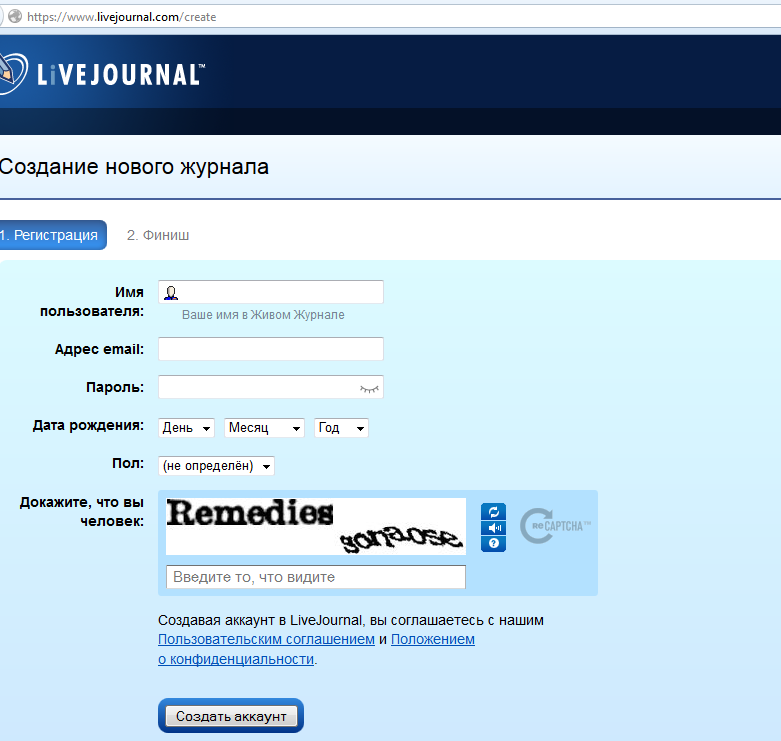 https://www.livejournal.com/create
LiVEJOURNAL™
Создание нового журнала
1. Регистрация 2. Финиш
Имя
пользователя:
Ваше имя в Живом Журнале
Адрес email:
Пароль:
Дата рождения: День Месяц Год
Пол: (не определён)
Докажите, что вы
человек:
Remedies
reCAPTCHA™
Введите то, что видите
Создавая аккаунт в LiveJournal, вы соглашаетесь с нашим
Пользовательским соглашением и Положением
о конфиденциальности.
Создать аккаунт